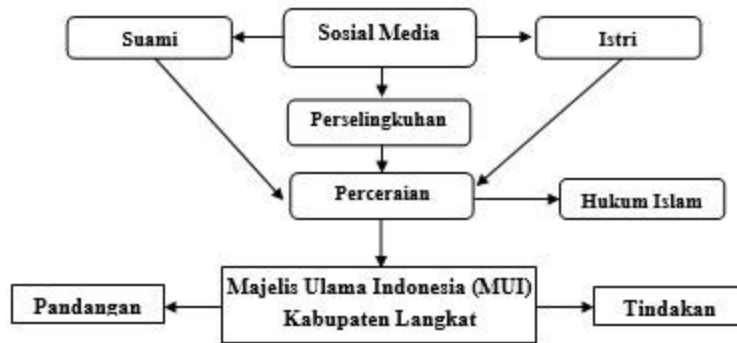 Suami
Sosial Media
Istri
Perselingkuhan
Perceraian
Hukum Islam
Majelis Ulama Indonesia (MUI)
Kabupaten Langkat
Pandangan
Tindakan